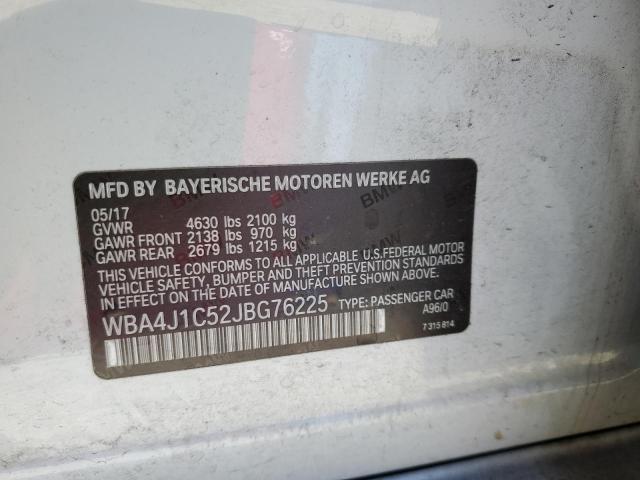 MFD BY BAYERISCHE MOTOREN WERKE AG
05/17
GVWR 4630 lbs 2100 kg
GAWR FRONT 2138 lbs 970 kg
GAWR REAR 2679 lbs 1215 kg
THIS VEHICLE CONFORMS TO ALL APPLICABLE U.S.FEDERAL MOTOR
VEHICLE SAFETY, BUMPER AND THEFT PREVENTION STANDARDS
IN EFFECT ON THE DATE OF MANUFACTURE SHOWN ABOVE.
WBA4J1C52JBG76225 TYPE: PASSENGER CAR
A96/0
7 315 814